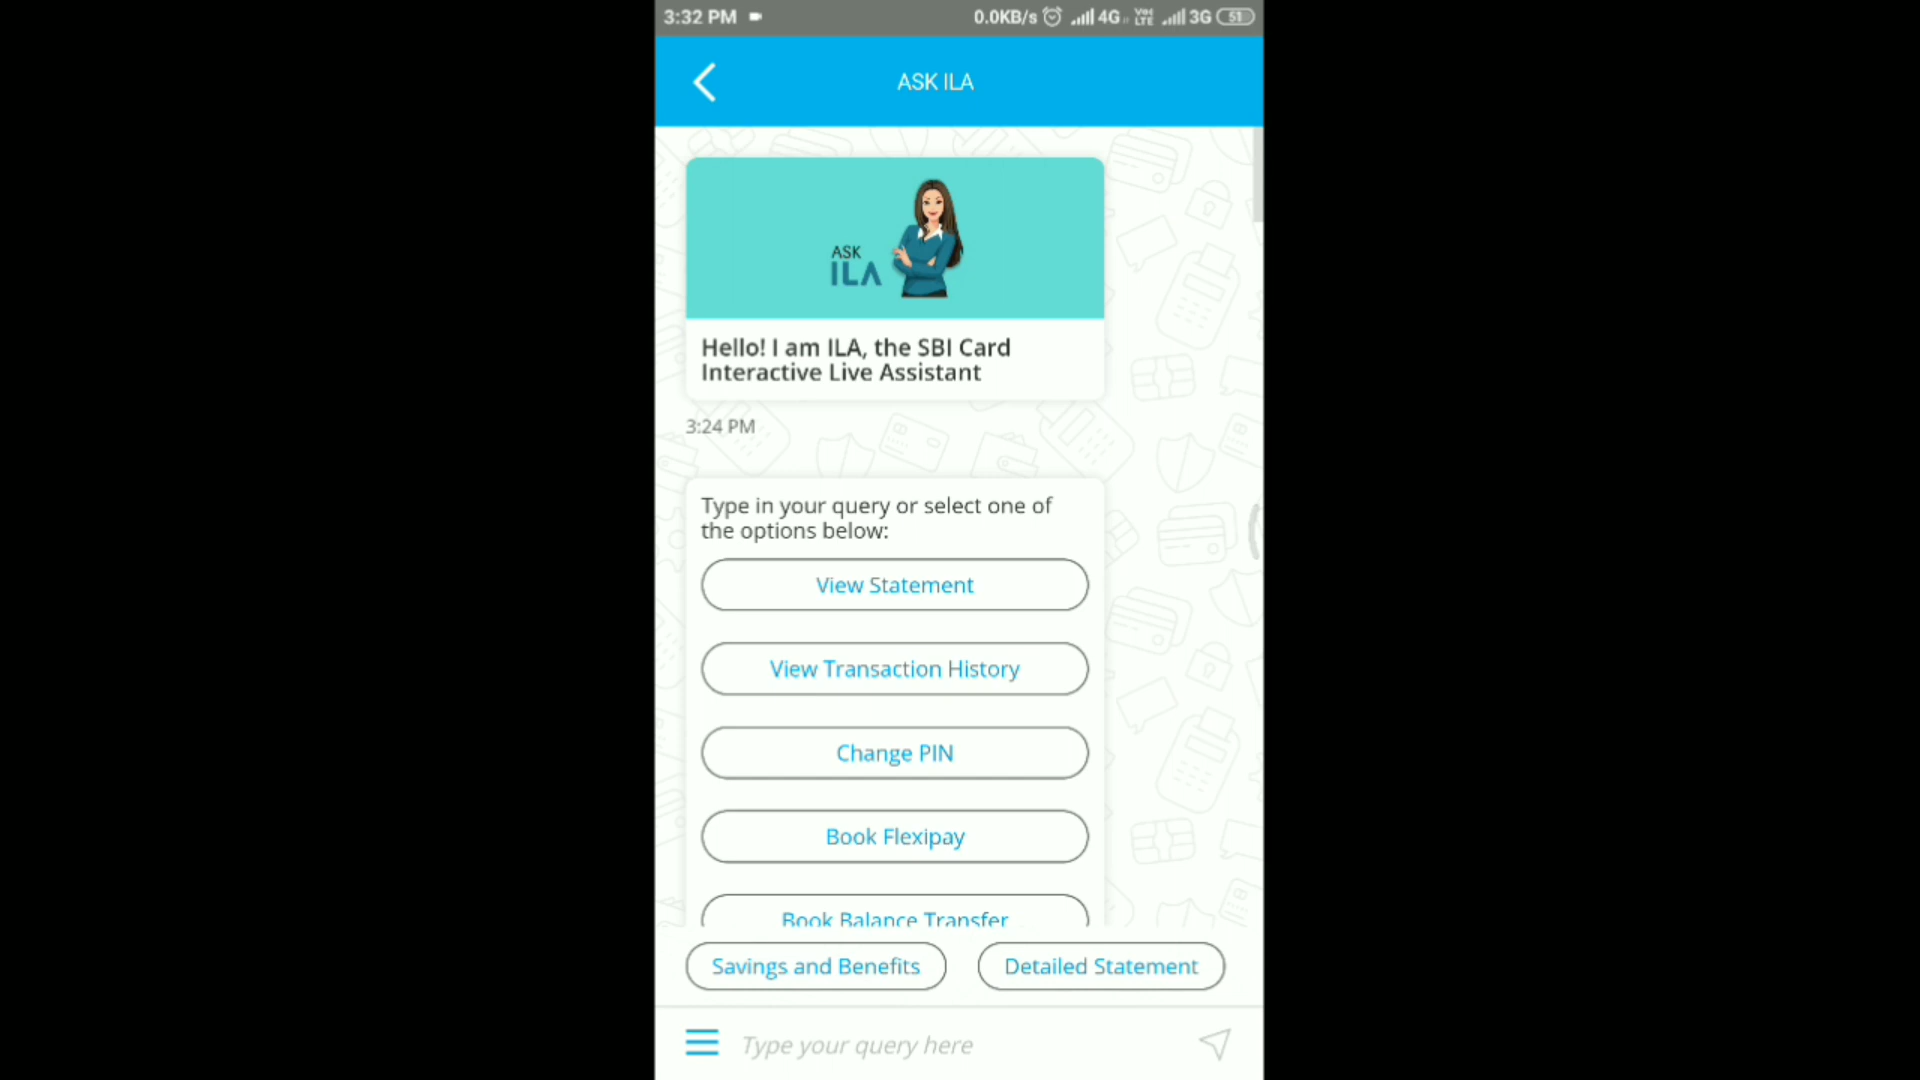 3:32 PM
0.0KB/s 4G VoLTE 3G 51
ASK ILA
ASK
ILA
Hello! I am ILA, the SBI Card
Interactive Live Assistant
3:24 PM
Type in your query or select one of
the options below:
View Statement
View Transaction History
Change PIN
Book Flexipay
Book Balance Transfer
Savings and Benefits
Detailed Statement
Type your query here